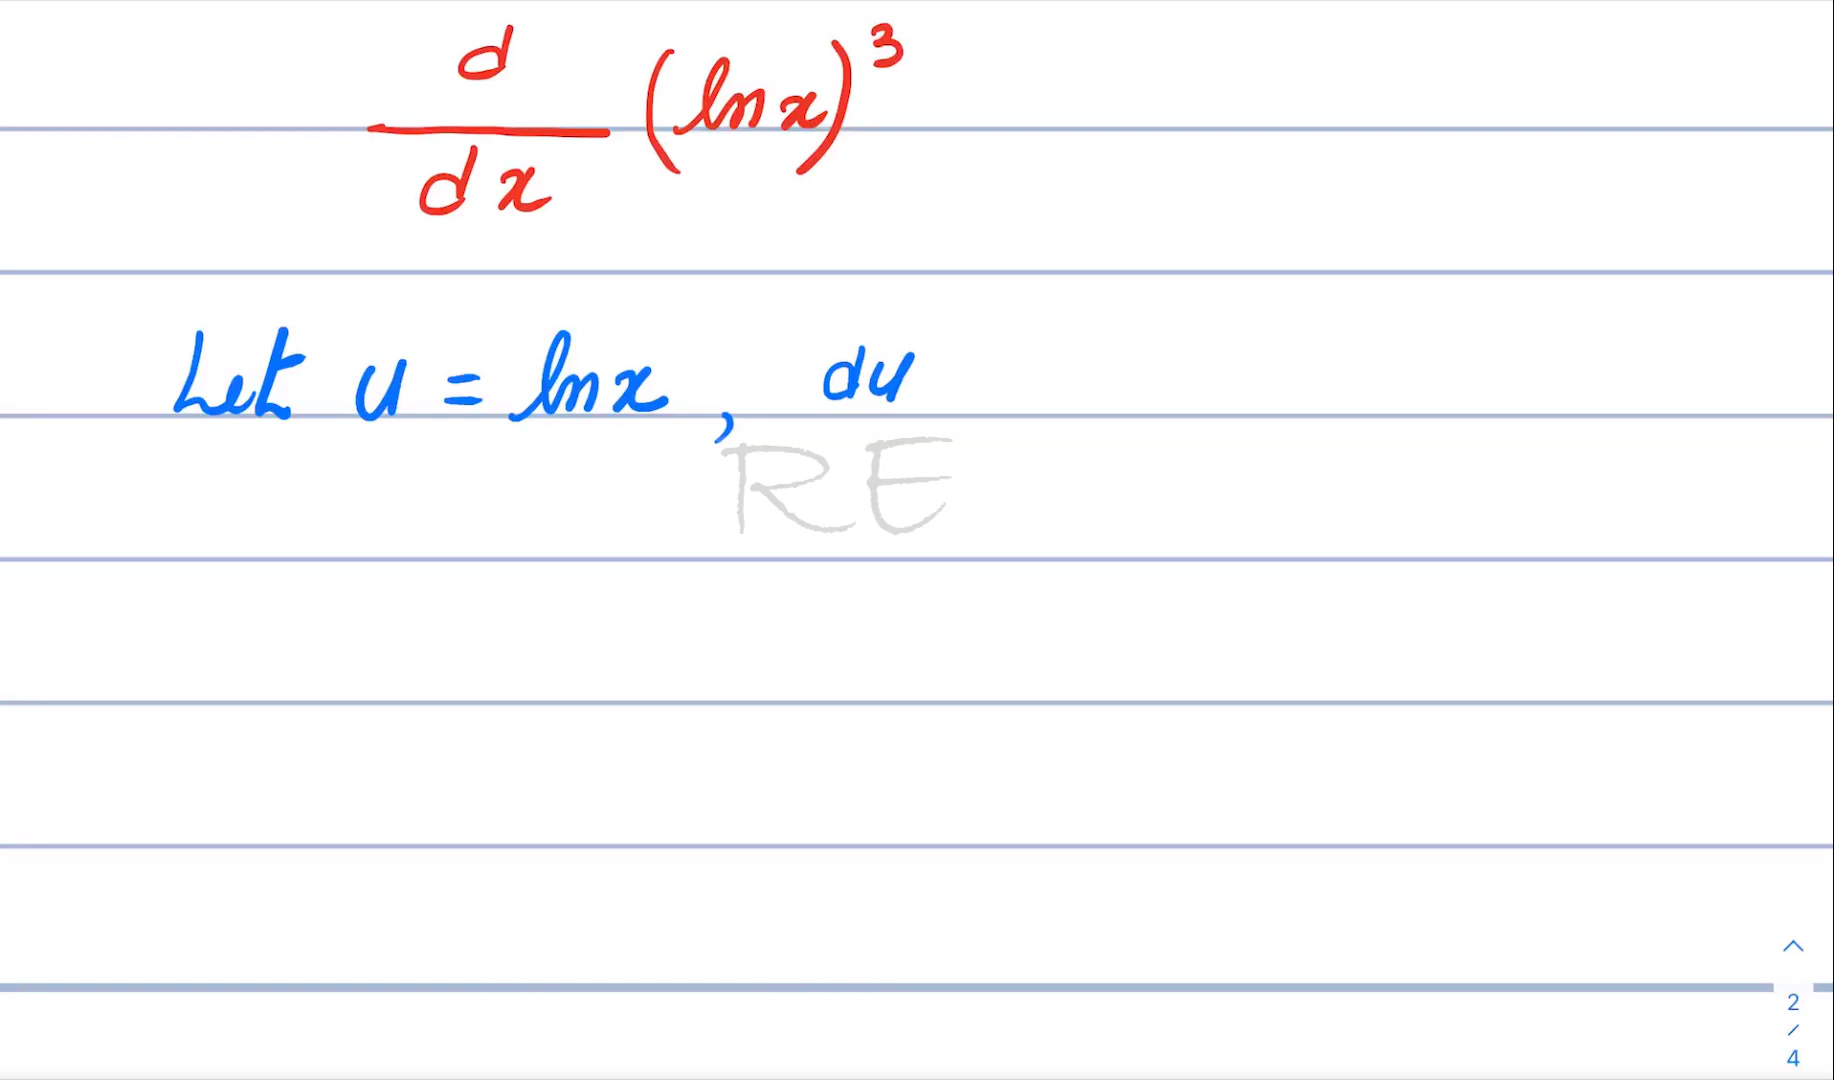 d/dx (ln x)³
Let u = ln x , du
RE
2
/
4